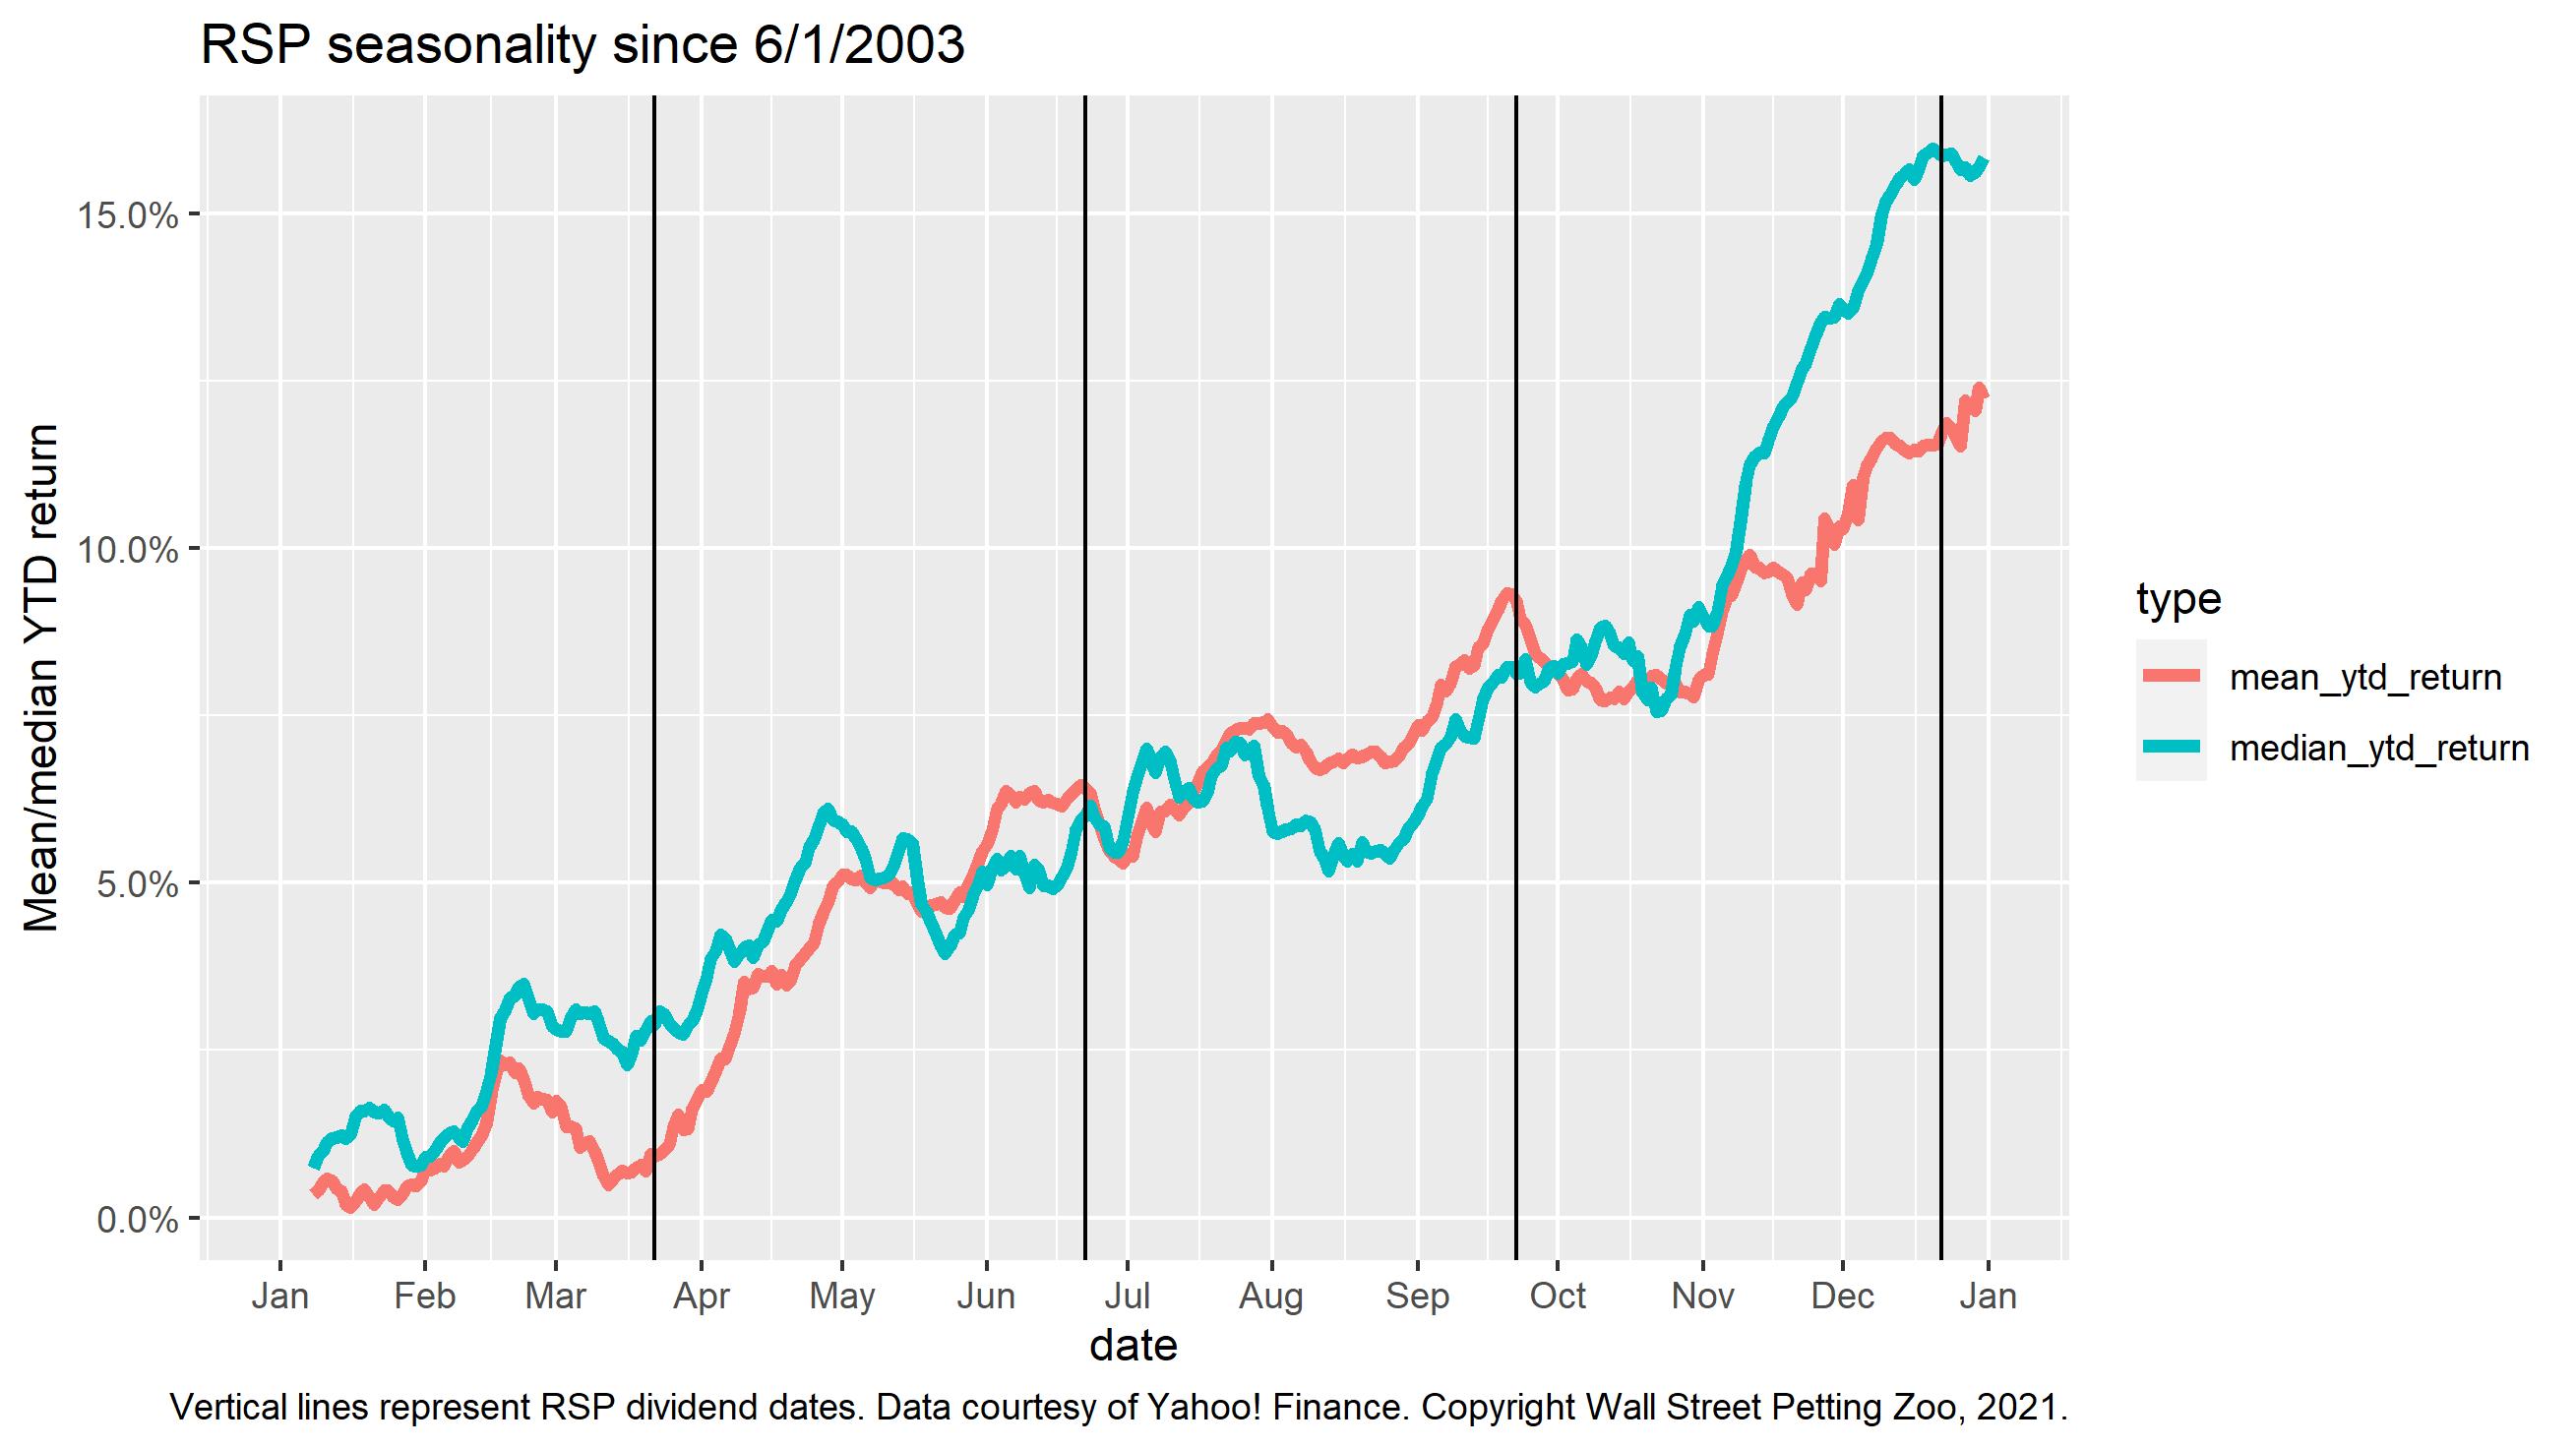 RSP seasonality since 6/1/2003
Mean/median YTD return
15.0%
10.0%
5.0%
0.0%
Jan Feb Mar Apr May Jun Jul Aug Sep Oct Nov Dec Jan
date
type
mean_ytd_return
median_ytd_return
Vertical lines represent RSP dividend dates. Data courtesy of Yahoo! Finance. Copyright Wall Street Petting Zoo, 2021.